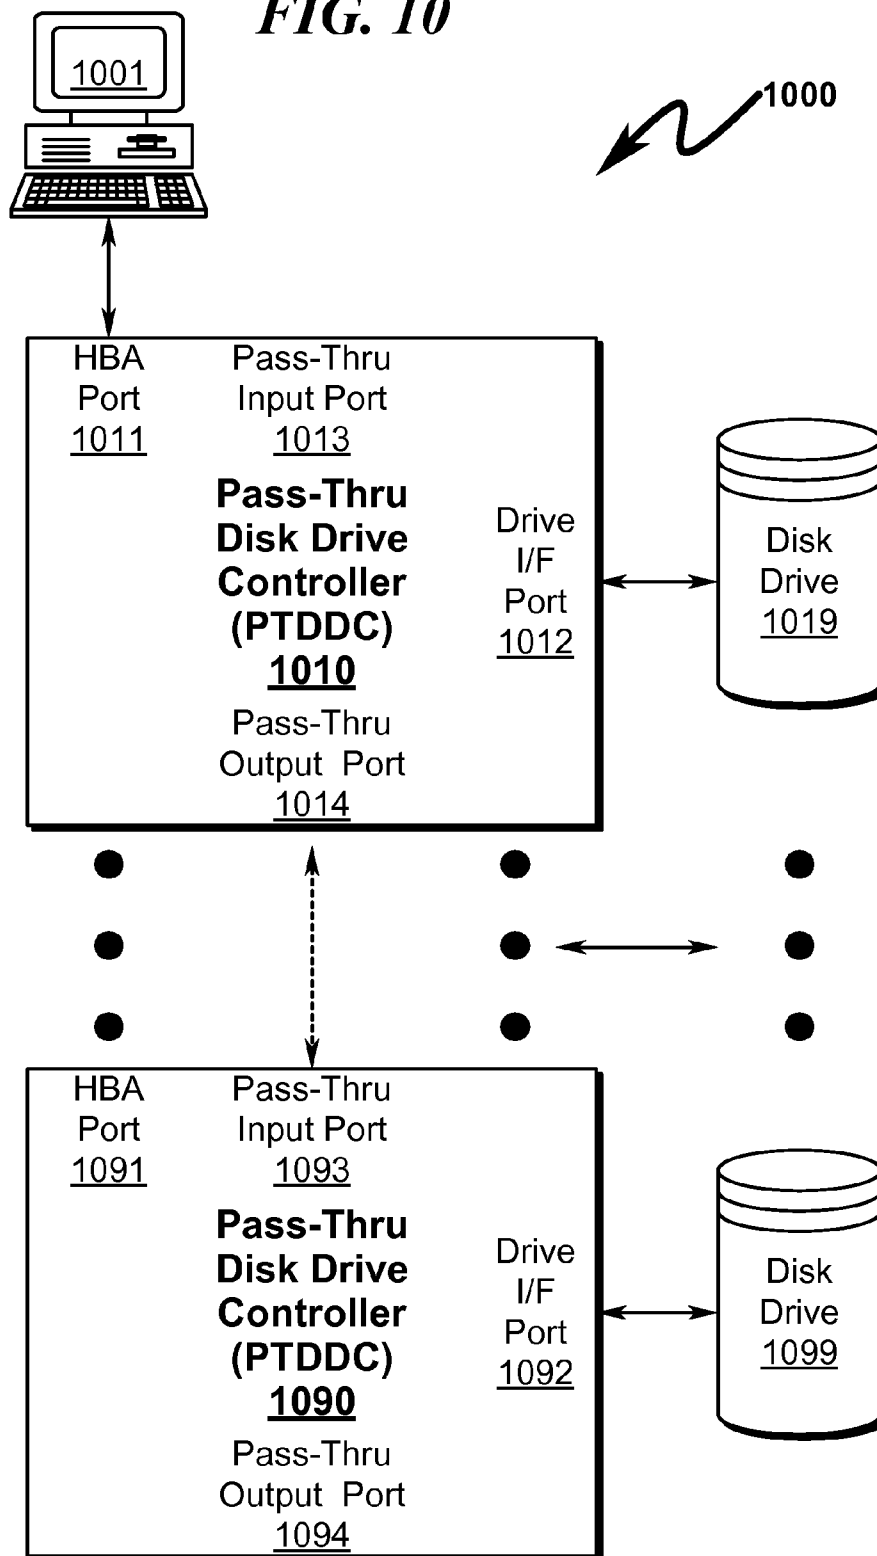 FIG. 10
1001
1000
HBA
Port
1011
Pass-Thru
Input Port
1013
Pass-Thru
Disk Drive
Controller
(PTDDC)
1010
Drive
I/F
Port
1012
Disk
Drive
1019
Pass-Thru
Output Port
1014
HBA
Port
1091
Pass-Thru
Input Port
1093
Pass-Thru
Disk Drive
Controller
(PTDDC)
1090
Drive
I/F
Port
1092
Disk
Drive
1099
Pass-Thru
Output Port
1094